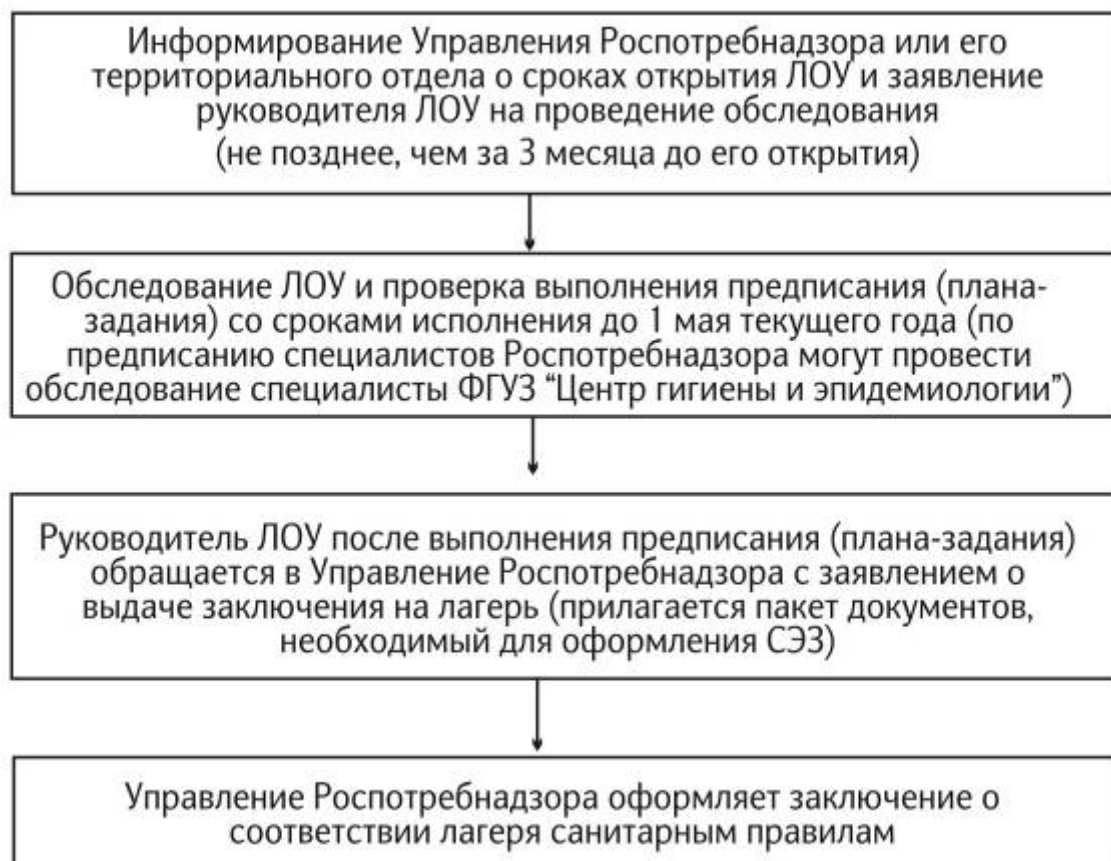 Информирование Управления Роспотребнадзора или его
территориального отдела о сроках открытия ЛОУ и заявление
руководителя ЛОУ на проведение обследования
(не позднее, чем за 3 месяца до его открытия)
Обследование ЛОУ и проверка выполнения предписания (плана-
задания) со сроками исполнения до 1 мая текущего года (по
предписанию специалистов Роспотребнадзора могут провести
обследование специалисты ФГУЗ “Центр гигиены и эпидемиологии”)
Руководитель ЛОУ после выполнения предписания (плана-задания)
обращается в Управление Роспотребнадзора с заявлением о
выдаче заключения на лагерь (прилагается пакет документов,
необходимый для оформления СЭЗ)
Управление Роспотребнадзора оформляет заключение о
соответствии лагеря санитарным правилам